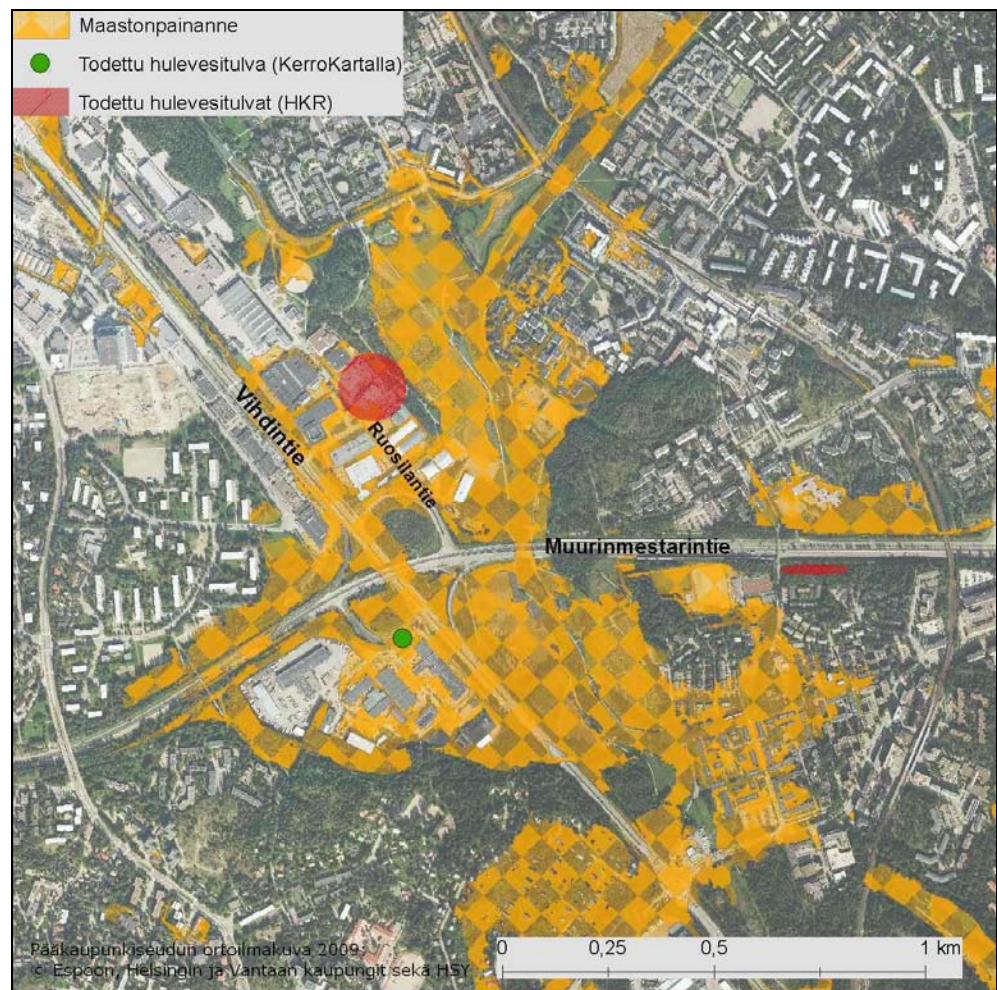 Maastonpainanne
Todettu hulevesitulva (KerroKartalla)
Todettu hulevesitulvat (HKR)
Vihdintie
Ruosilantie
Muurinmestarintie
Pääkaupunkiseudun ortoilmakuva 2009;
© Espoon, Helsingin ja Vantaan kaupungit sekä HSY
0 0,25 0,5 1 km